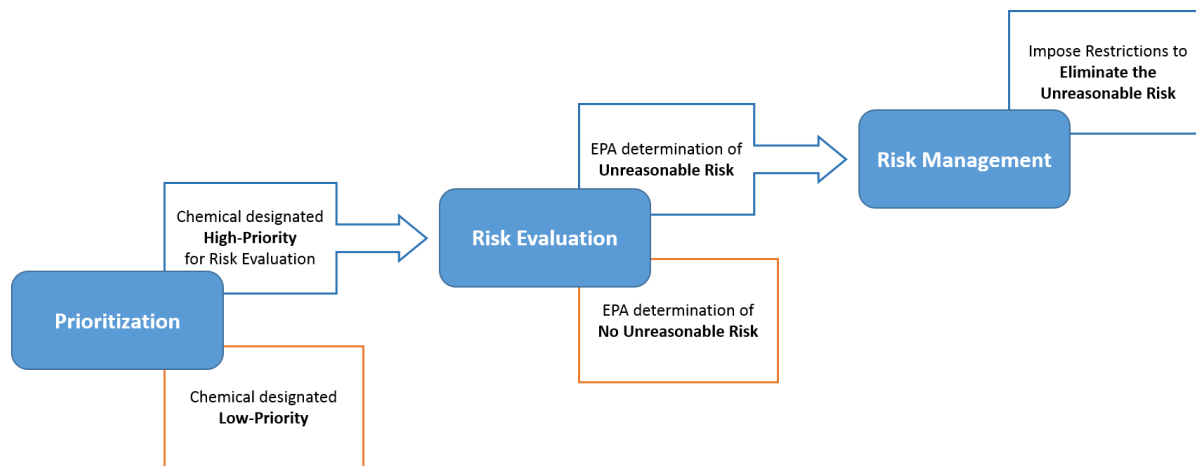 Prioritization
Chemical designated
High-Priority
for Risk Evaluation
Chemical designated
Low-Priority
Risk Evaluation
EPA determination of
Unreasonable Risk
EPA determination of
No Unreasonable Risk
Risk Management
Impose Restrictions to
Eliminate the
Unreasonable Risk